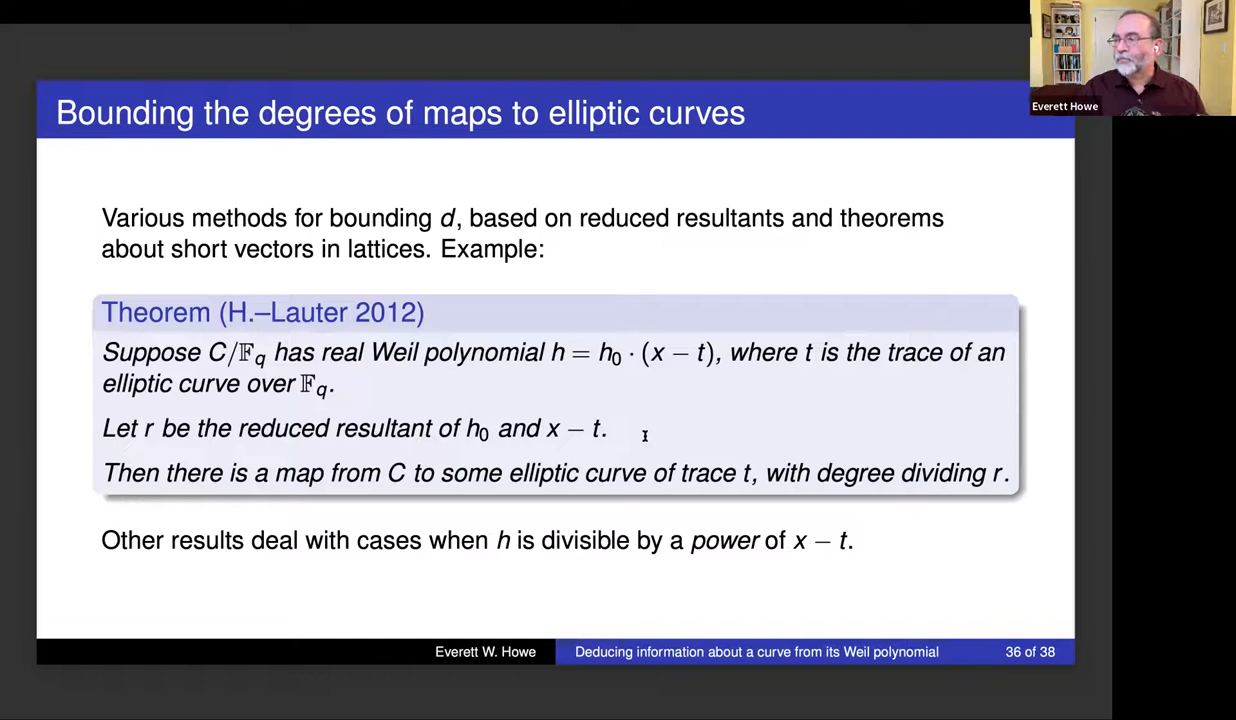 Bounding the degrees of maps to elliptic curves
Everett Howe
Various methods for bounding d, based on reduced resultants and theorems
about short vectors in lattices. Example:
Theorem (H.–Lauter 2012)
Suppose C/𝔽q has real Weil polynomial h = h₀ · (x − t), where t is the trace of an
elliptic curve over 𝔽q.
Let r be the reduced resultant of h₀ and x − t.
Then there is a map from C to some elliptic curve of trace t, with degree dividing r.
Other results deal with cases when h is divisible by a power of x − t.
Everett W. Howe Deducing information about a curve from its Weil polynomial 36 of 38